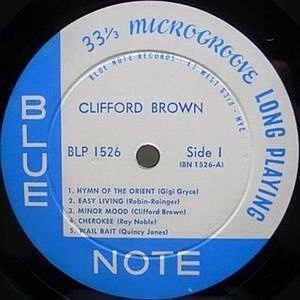 33 1/3 MICROGROOVE LONG PLAYING
BLUE NOTE RECORDS • 47 WEST 63rd • NYC
CLIFFORD BROWN
BLP 1526 Side 1
(BN 1526-A)
1. HYMN OF THE ORIENT (Gigi Gryce)
2. EASY LIVING (Robin-Rainger)
3. MINOR MOOD (Clifford Brown)
4. CHEROKEE (Ray Noble)
5. WAIL BAIT (Quincy Jones)
BLUE
NOTE